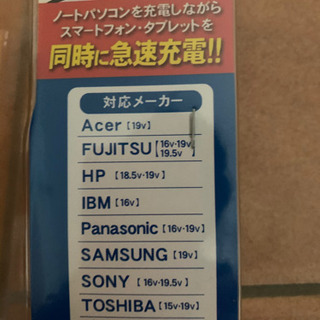 ノートパソコンを充電しながら
スマートフォン・タブレットを
同時に急速充電!!
対応メーカー
Acer【19v】
FUJITSU【16v・19v 19.5v】
HP【18.5v・19v】
IBM【16v】
Panasonic【16v・19v】
SAMSUNG【19v】
SONY【16v・19.5v】
TOSHIBA【15v・19v】